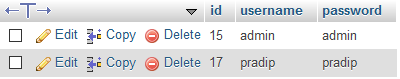 id username password
Edit Copy Delete 15 admin admin
Edit Copy Delete 17 pradip pradip